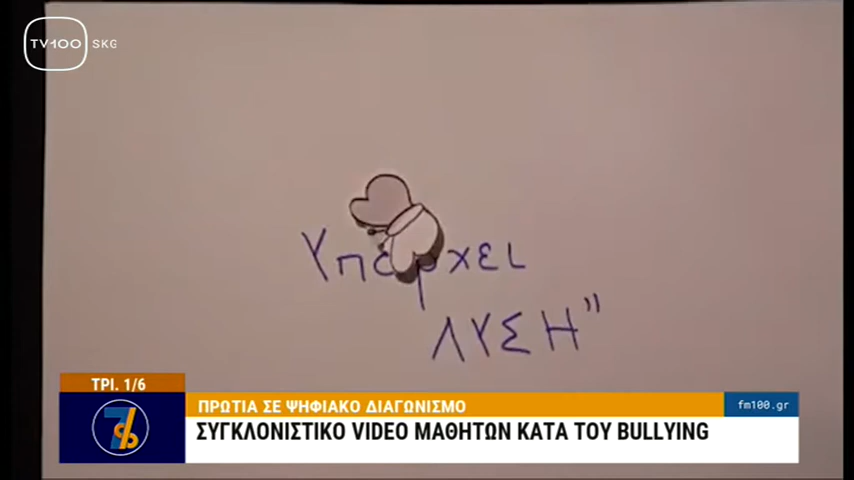 TV100 SKG
Υπάρχει
ΛΥΣΗ"
ΤΡΙ. 1/6
ΠΡΩΤΙΑ ΣΕ ΨΗΦΙΑΚΟ ΔΙΑΓΩΝΙΣΜΟ
fm100.gr
7
ΣΥΓΚΛΟΝΙΣΤΙΚΟ VIDEO ΜΑΘΗΤΩΝ ΚΑΤΑ ΤΟΥ BULLYING